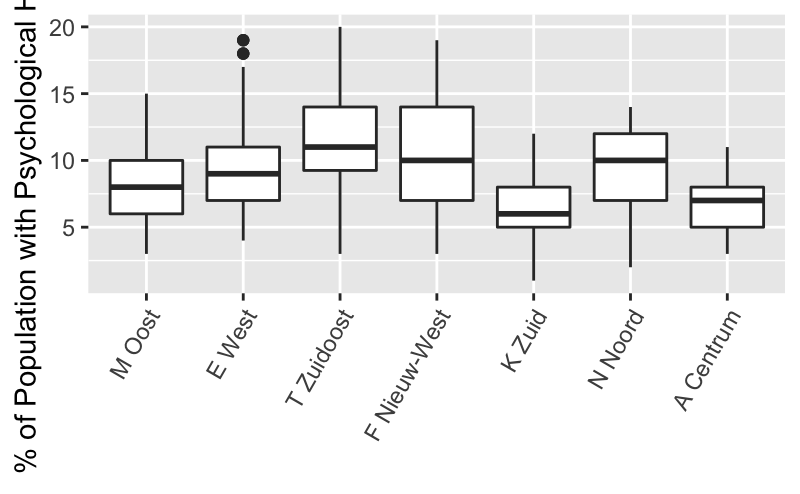 % of Population with Psychological
20
15
10
5
M Oost
E West
T Zuidoost
F Nieuw-West
K Zuid
N Noord
A Centrum